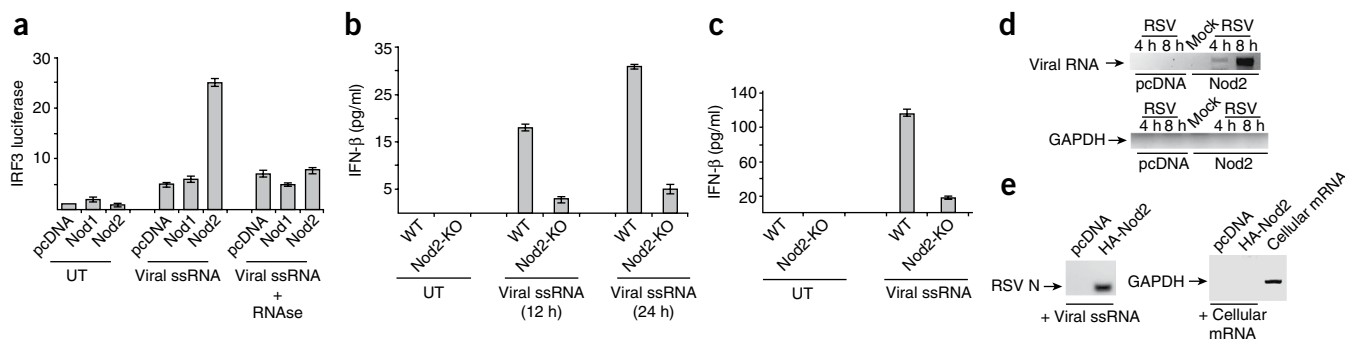 a
IRF3 luciferase
30
20
10
pcDNA
Nod1
Nod2
pcDNA
Nod1
Nod2
pcDNA
Nod1
Nod2
UT
Viral ssRNA
Viral ssRNA
+
RNAse
b
IFN-β (pg/ml)
35
25
15
5
WT
Nod2-KO
WT
Nod2-KO
WT
Nod2-KO
UT
Viral ssRNA
(12 h)
Viral ssRNA
(24 h)
c
IFN-β (pg/ml)
140
100
60
20
WT
Nod2-KO
WT
Nod2-KO
UT
Viral ssRNA
d
RSV
Mock
RSV
4 h 8 h
4 h 8 h
Viral RNA
pcDNA
Nod2
RSV
Mock
RSV
4 h 8 h
4 h 8 h
GAPDH
pcDNA
Nod2
e
pcDNA
HA-Nod2
RSV N
+ Viral ssRNA
pcDNA
HA-Nod2
Cellular mRNA
GAPDH
+ Cellular
mRNA